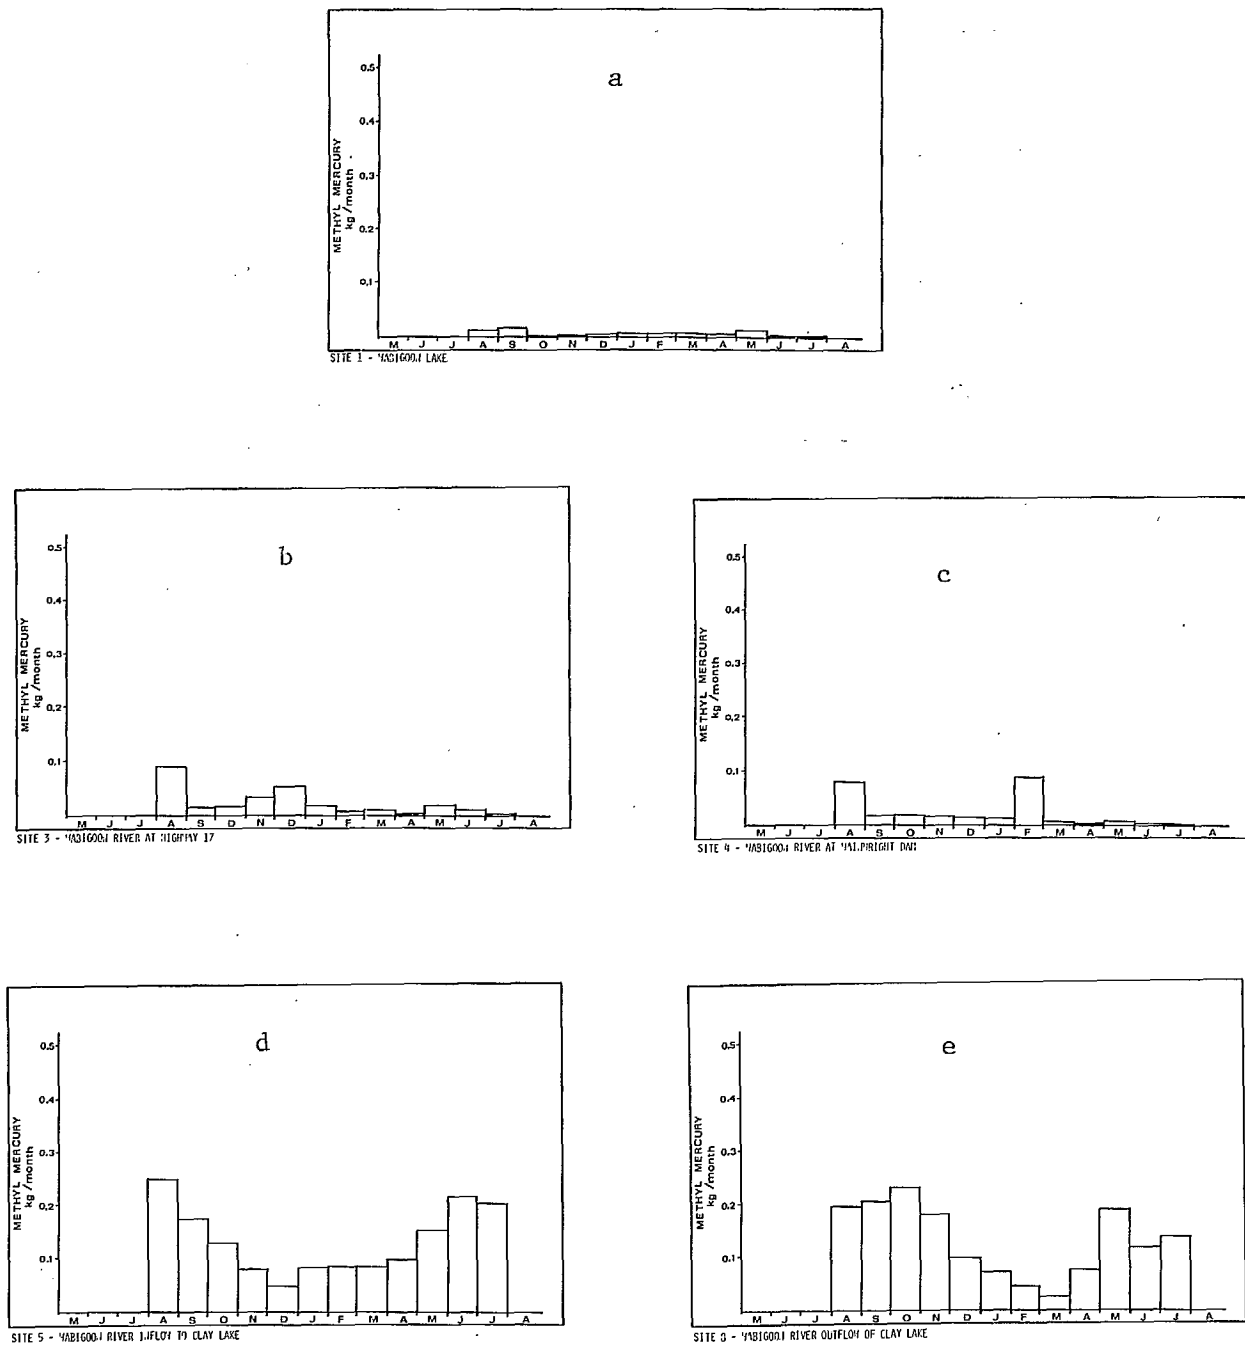 a
METHYL MERCURY
kg/month
0.5
0.4
0.3
0.2
0.1
M J J A S O N D J F M A M J J A
SITE 1 - WABIGOON LAKE
b
METHYL MERCURY
kg/month
0.5
0.4
0.3
0.2
0.1
M J J A S D N D J F M A M J J A
SITE 3 - WABIGOON RIVER AT HIGHWAY 17
c
METHYL MERCURY
kg/month
0.5
0.4
0.3
0.2
0.1
M J J A S O N D J F M A M J J A
SITE 4 - WABIGOON RIVER AT WAINWRIGHT DAM
d
METHYL MERCURY
kg/month
0.5
0.4
0.3
0.2
0.1
M J J A S O N D J F M A M J J A
SITE 5 - WABIGOON RIVER INFLOW TO CLAY LAKE
e
METHYL MERCURY
kg/month
0.5
0.4
0.3
0.2
0.1
M J J A S O N D J F M A M J J A
WABIGOON RIVER OUTFLOW OF CLAY LAKE